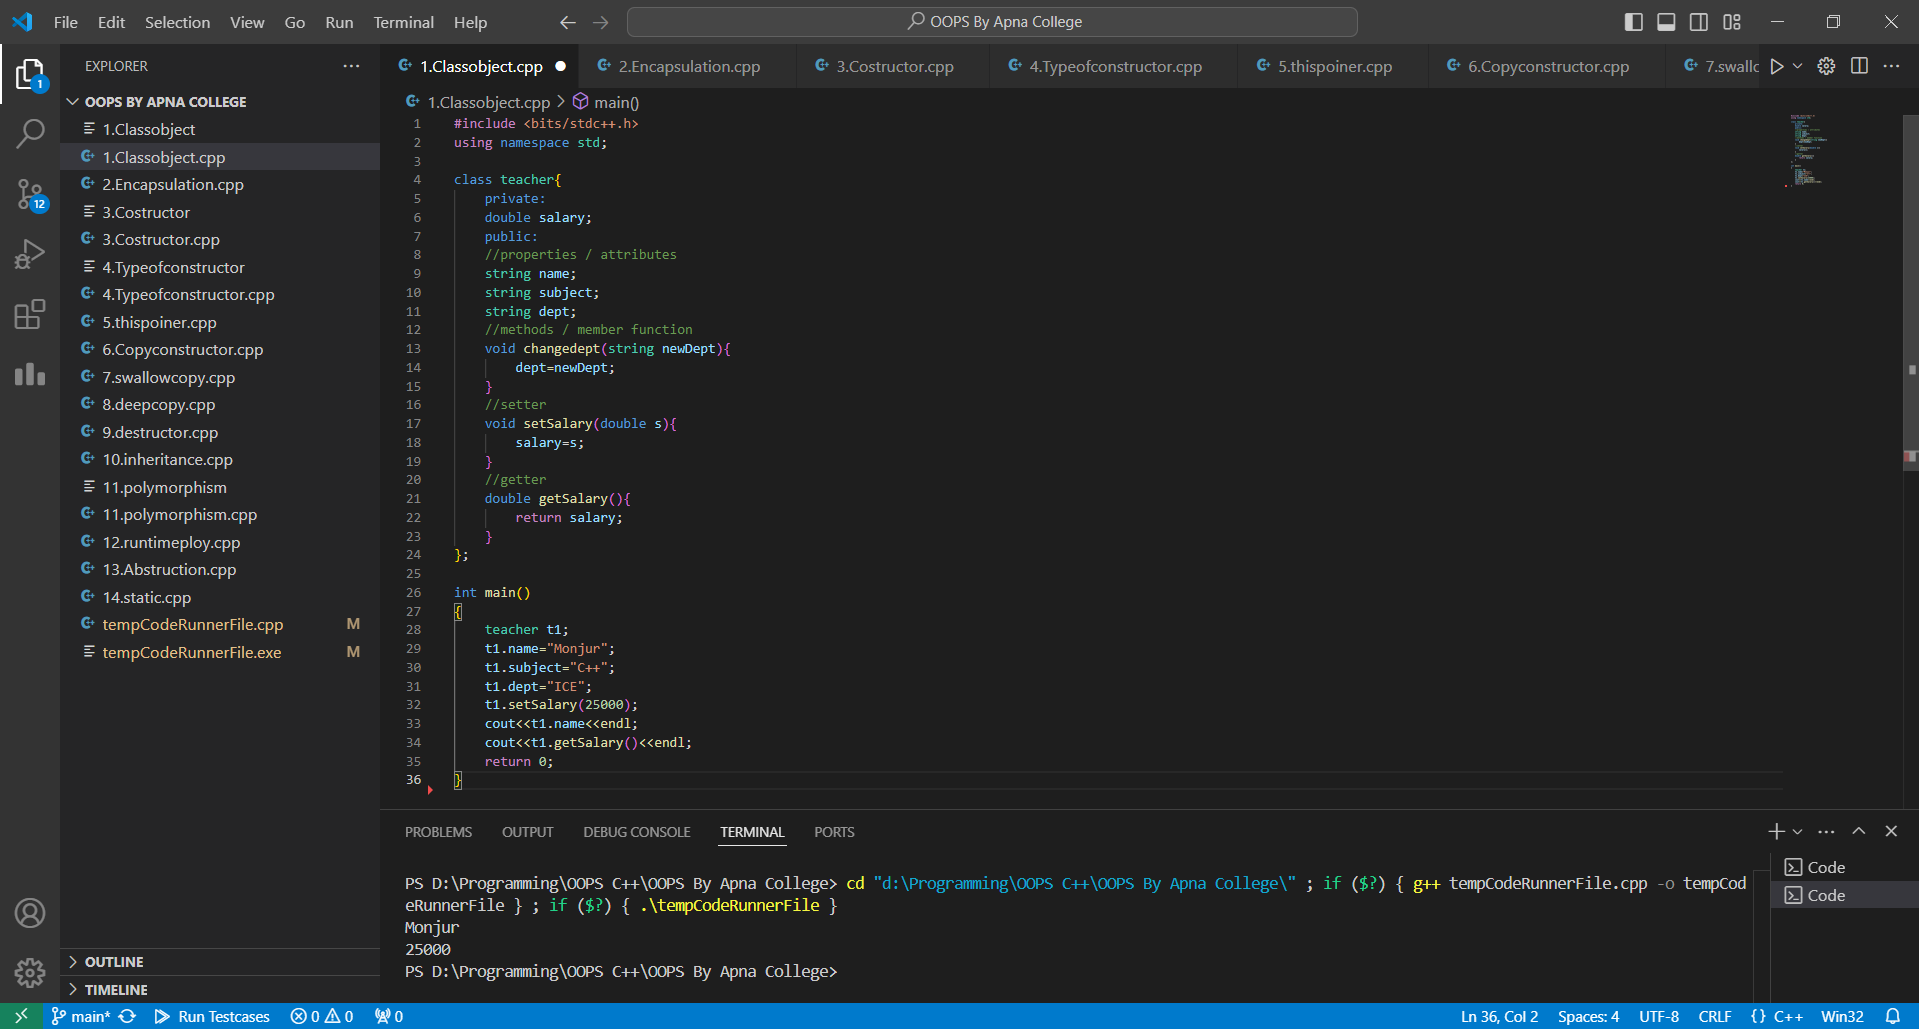 File Edit Selection View Go Run Terminal Help OOPS By Apna College
EXPLORER
OOPS BY APNA COLLEGE
1.Classobject
1.Classobject.cpp
2.Encapsulation.cpp
3.Costructor
3.Costructor.cpp
4.Typeofconstructor
4.Typeofconstructor.cpp
5.thispoiner.cpp
6.Copyconstructor.cpp
7.swallowcopy.cpp
8.deepcopy.cpp
9.destructor.cpp
10.inheritance.cpp
11.polymorphism
11.polymorphism.cpp
12.runtimeploy.cpp
13.Abstruction.cpp
14.static.cpp
tempCodeRunnerFile.cpp M
tempCodeRunnerFile.exe M
OUTLINE
TIMELINE
1
12
1.Classobject.cpp 2.Encapsulation.cpp 3.Costructor.cpp 4.Typeofconstructor.cpp 5.thispoiner.cpp 6.Copyconstructor.cpp 7.swallc
1.Classobject.cpp > main()
1 #include <bits/stdc++.h>
2 using namespace std;
3
4 class teacher{
5 private:
6 double salary;
7 public:
8 //properties / attributes
9 string name;
10 string subject;
11 string dept;
12 //methods / member function
13 void changedept(string newDept){
14 dept=newDept;
15 }
16 //setter
17 void setSalary(double s){
18 salary=s;
19 }
20 //getter
21 double getSalary(){
22 return salary;
23 }
24 };
25
26 int main()
27 {
28 teacher t1;
29 t1.name="Monjur";
30 t1.subject="C++";
31 t1.dept="ICE";
32 t1.setSalary(25000);
33 cout<<t1.name<<endl;
34 cout<<t1.getSalary()<<endl;
35 return 0;
36 }
PROBLEMS OUTPUT DEBUG CONSOLE TERMINAL PORTS
PS D:\Programming\OOPS C++\OOPS By Apna College> cd "d:\Programming\OOPS C++\OOPS By Apna College\" ; if ($?) { g++ tempCodeRunnerFile.cpp -o tempCod
eRunnerFile } ; if ($?) { .\tempCodeRunnerFile }
Monjur
25000
PS D:\Programming\OOPS C++\OOPS By Apna College>
Code
Code
main* Run Testcases 0 0 0 Ln 36, Col 2 Spaces: 4 UTF-8 CRLF {} C++ Win32